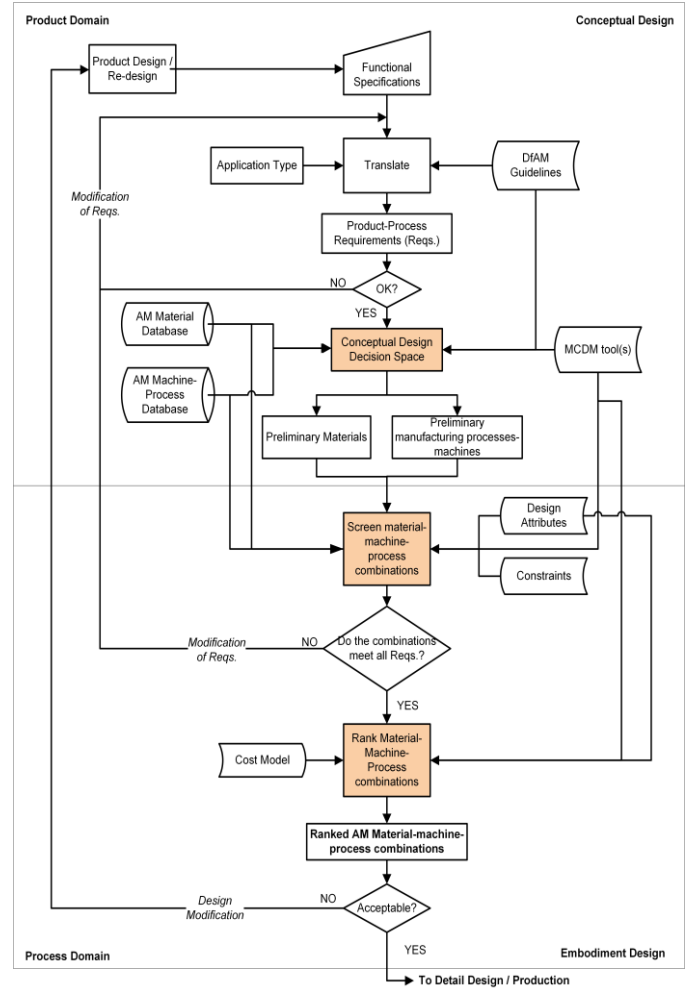 Product Domain
Conceptual Design
Product Design /
Re-design
Functional
Specifications
Application Type
Translate
DfAM
Guidelines
Modification
of Reqs.
Product-Process
Requirements (Reqs.)
NO
OK?
YES
AM Material
Database
Conceptual Design
Decision Space
MCDM tool(s)
AM Machine-
Process
Database
Preliminary Materials
Preliminary
manufacturing processes-
machines
Screen material-
machine-
process
combinations
Design
Attributes
Constraints
Modification
of Reqs.
NO
Do the combinations
meet all Reqs.?
YES
Cost Model
Rank Material-
Machine-
Process
combinations
Ranked AM Material-machine-
process combinations
Design
Modification
NO
Acceptable?
YES
Process Domain
Embodiment Design
To Detail Design / Production